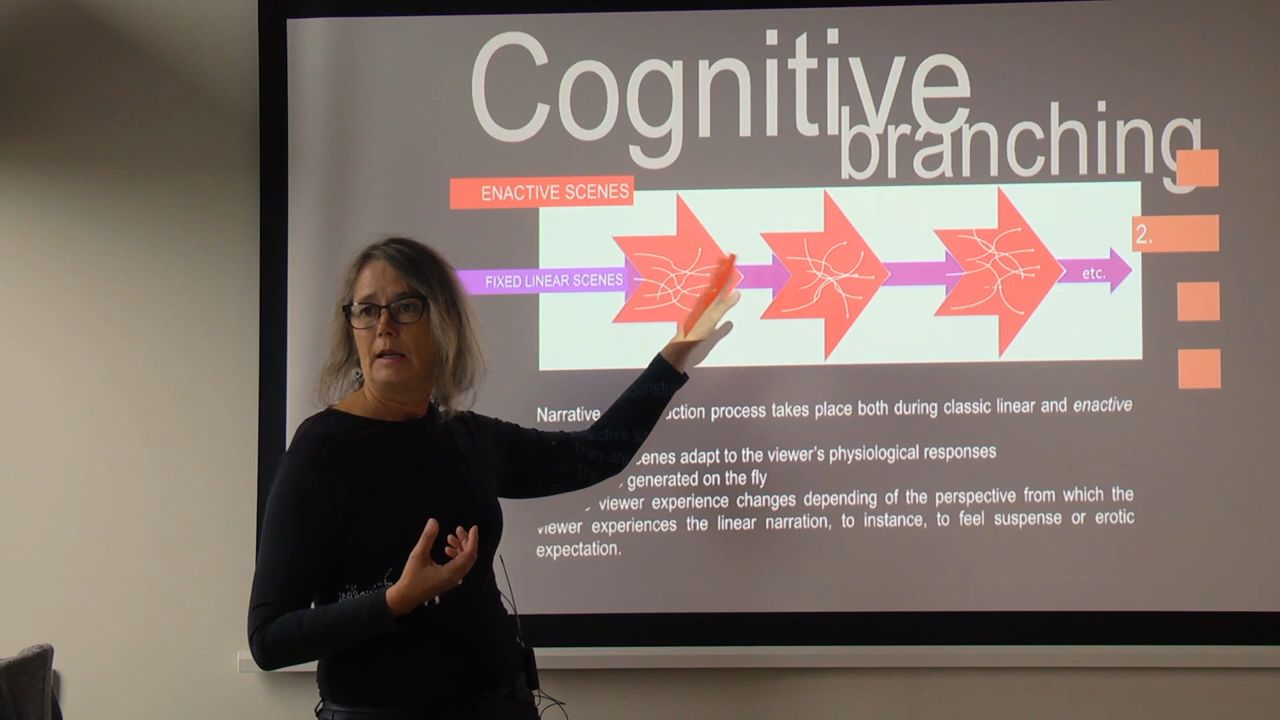 Cognitive
branching
ENACTIVE SCENES
2.
FIXED LINEAR SCENES
etc.
Narrative uction process takes place both during classic linear and enactive
enes adapt to the viewer's physiological responses
generated on the fly
viewer experience changes depending of the perspective from which the
viewer experiences the linear narration, to instance, to feel suspense or erotic
expectation.